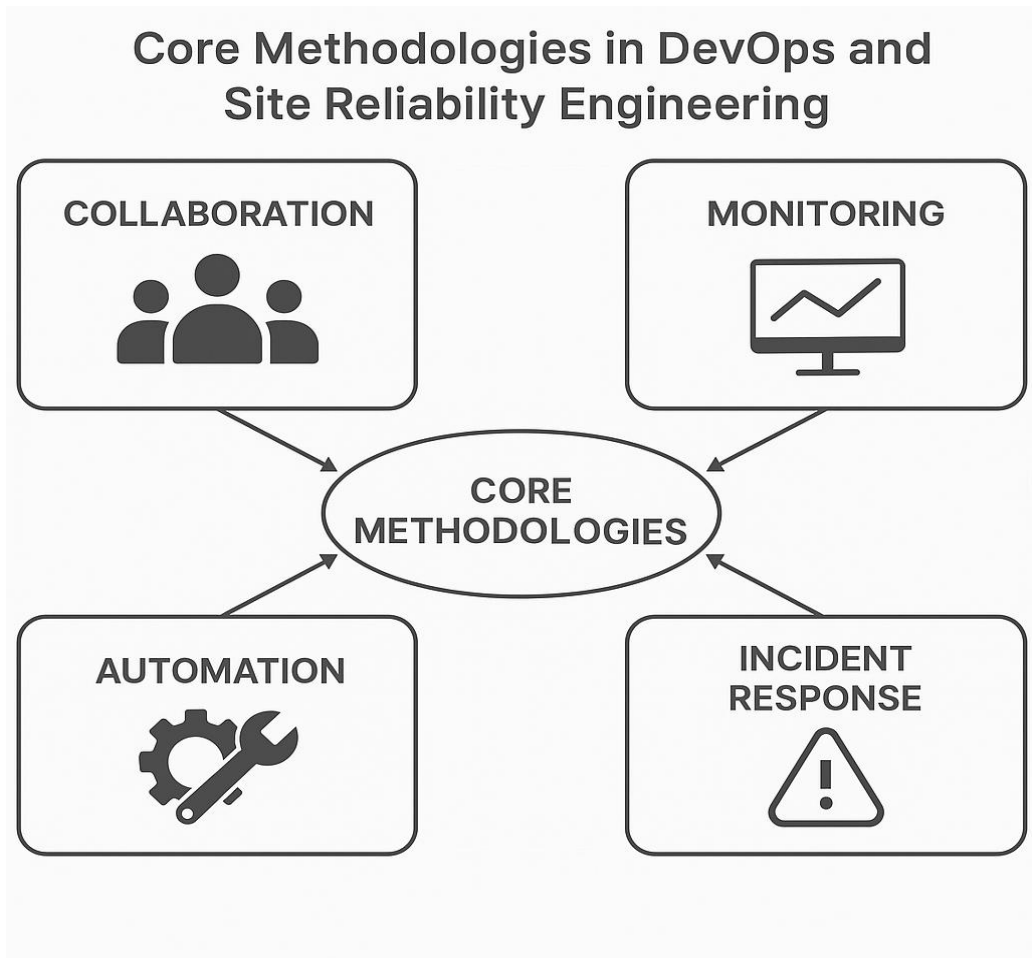 Core Methodologies in DevOps and
Site Reliability Engineering
COLLABORATION
MONITORING
CORE
METHODOLOGIES
AUTOMATION
INCIDENT
RESPONSE